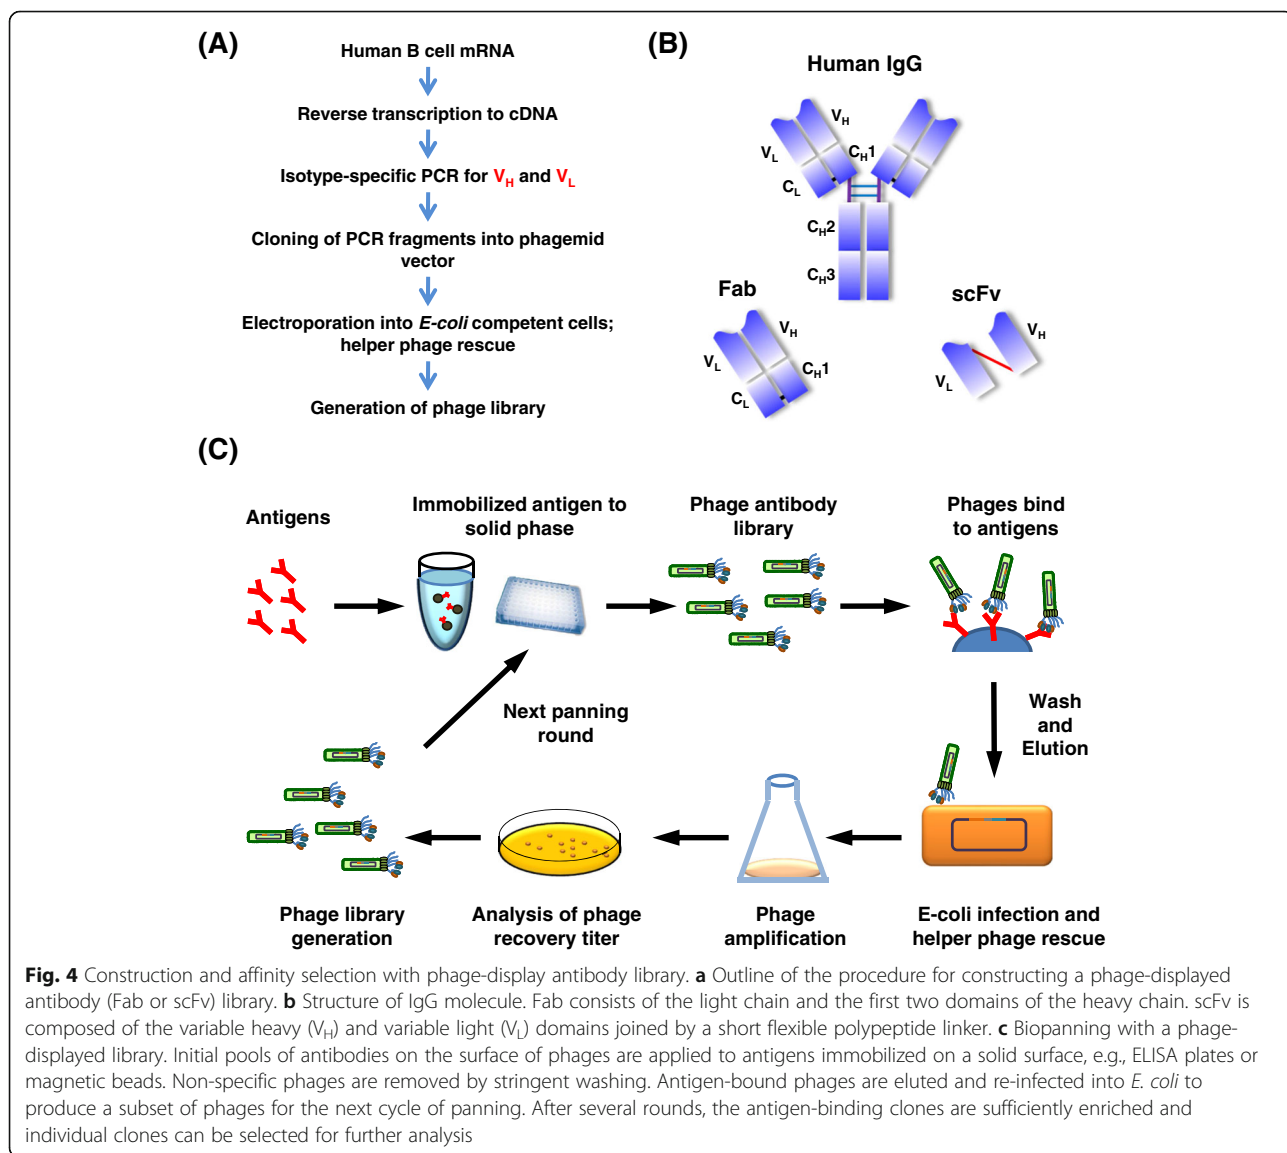 (A)
Human B cell mRNA
Reverse transcription to cDNA
Isotype-specific PCR for VH and VL
Cloning of PCR fragments into phagemid
vector
Electroporation into E-coli competent cells;
helper phage rescue
Generation of phage library
(B)
Human IgG
VH
VL
CH1
CL
CH2
CH3
Fab
VH
VL
CH1
CL
scFv
VH
VL
(C)
Antigens
Immobilized antigen to
solid phase
Phage antibody
library
Phages bind
to antigens
Wash
and
Elution
Next panning
round
Phage library
generation
Analysis of phage
recovery titer
Phage
amplification
E-coli infection and
helper phage rescue
Fig. 4 Construction and affinity selection with phage-display antibody library. a Outline of the procedure for constructing a phage-displayed
antibody (Fab or scFv) library. b Structure of IgG molecule. Fab consists of the light chain and the first two domains of the heavy chain. scFv is
composed of the variable heavy (VH) and variable light (VL) domains joined by a short flexible polypeptide linker. c Biopanning with a phage-
displayed library. Initial pools of antibodies on the surface of phages are applied to antigens immobilized on a solid surface, e.g., ELISA plates or
magnetic beads. Non-specific phages are removed by stringent washing. Antigen-bound phages are eluted and re-infected into E. coli to
produce a subset of phages for the next cycle of panning. After several rounds, the antigen-binding clones are sufficiently enriched and
individual clones can be selected for further analysis